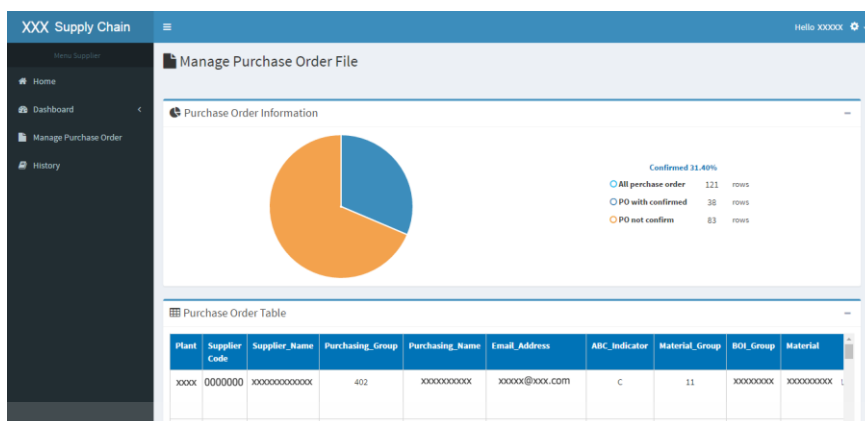 XXX Supply Chain
Hello XXXXX
Menu Supplier
Home
Dashboard
Manage Purchase Order
History
Manage Purchase Order File
Purchase Order Information
Confirmed 31.40%
All perchase order 121 rows
PO with confirmed 38 rows
PO not confirm 83 rows
Purchase Order Table
Plant Supplier Code Supplier_Name Purchasing_Group Purchasing_Name Email_Address ABC_Indicator Material_Group BOI_Group Material
xxxx 0000000 xxxxxxxxxxxx 402 xxxxxxxxxx xxxxx@xxx.com C 11 xxxxxxxx xxxxxxxxx